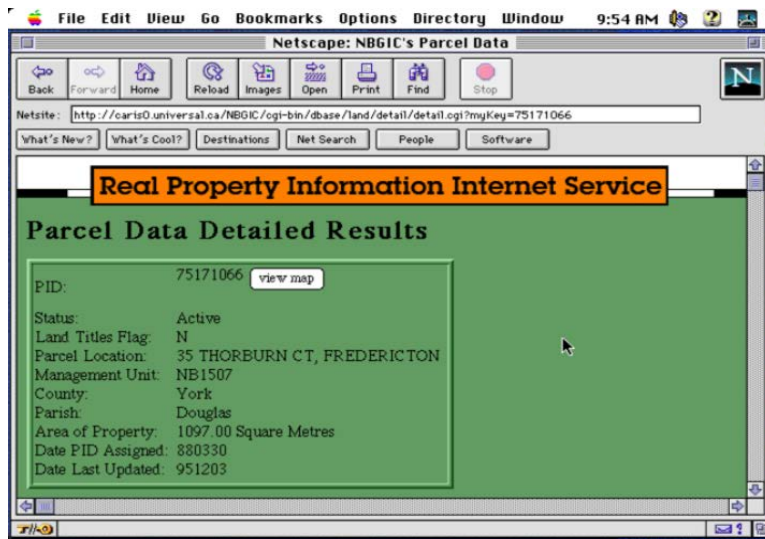 File Edit View Go Bookmarks Options Directory Window 9:54 AM
Netscape: NBGIC's Parcel Data
Back Forward Home Reload Images Open Print Find Stop
N
Netsite: http://caris0.universal.ca/NBGIC/cgi-bin/dbase/land/detail/detail.cgi?myKey=75171066
What's New? What's Cool? Destinations Net Search People Software
Real Property Information Internet Service
Parcel Data Detailed Results
PID: 75171066 view map
Status: Active
Land Titles Flag: N
Parcel Location: 35 THORBURN CT, FREDERICTON
Management Unit: NB1507
County: York
Parish: Douglas
Area of Property: 1097.00 Square Metres
Date PID Assigned: 880330
Date Last Updated: 951203